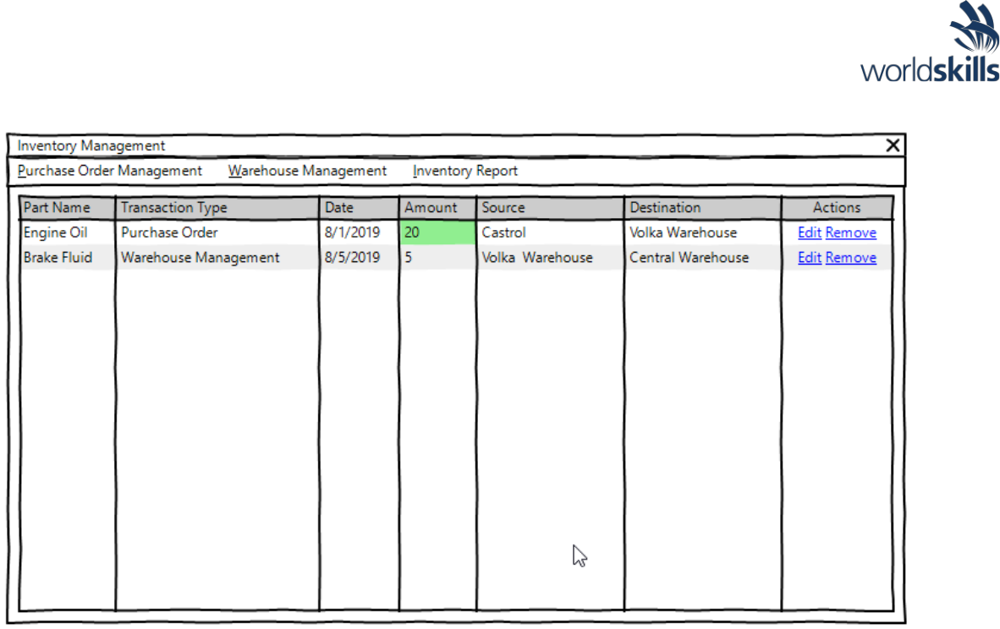 worldskills
Inventory Management
Purchase Order Management Warehouse Management Inventory Report
Part Name Transaction Type Date Amount Source Destination Actions
Engine Oil Purchase Order 8/1/2019 20 Castrol Volka Warehouse Edit Remove
Brake Fluid Warehouse Management 8/5/2019 5 Volka Warehouse Central Warehouse Edit Remove